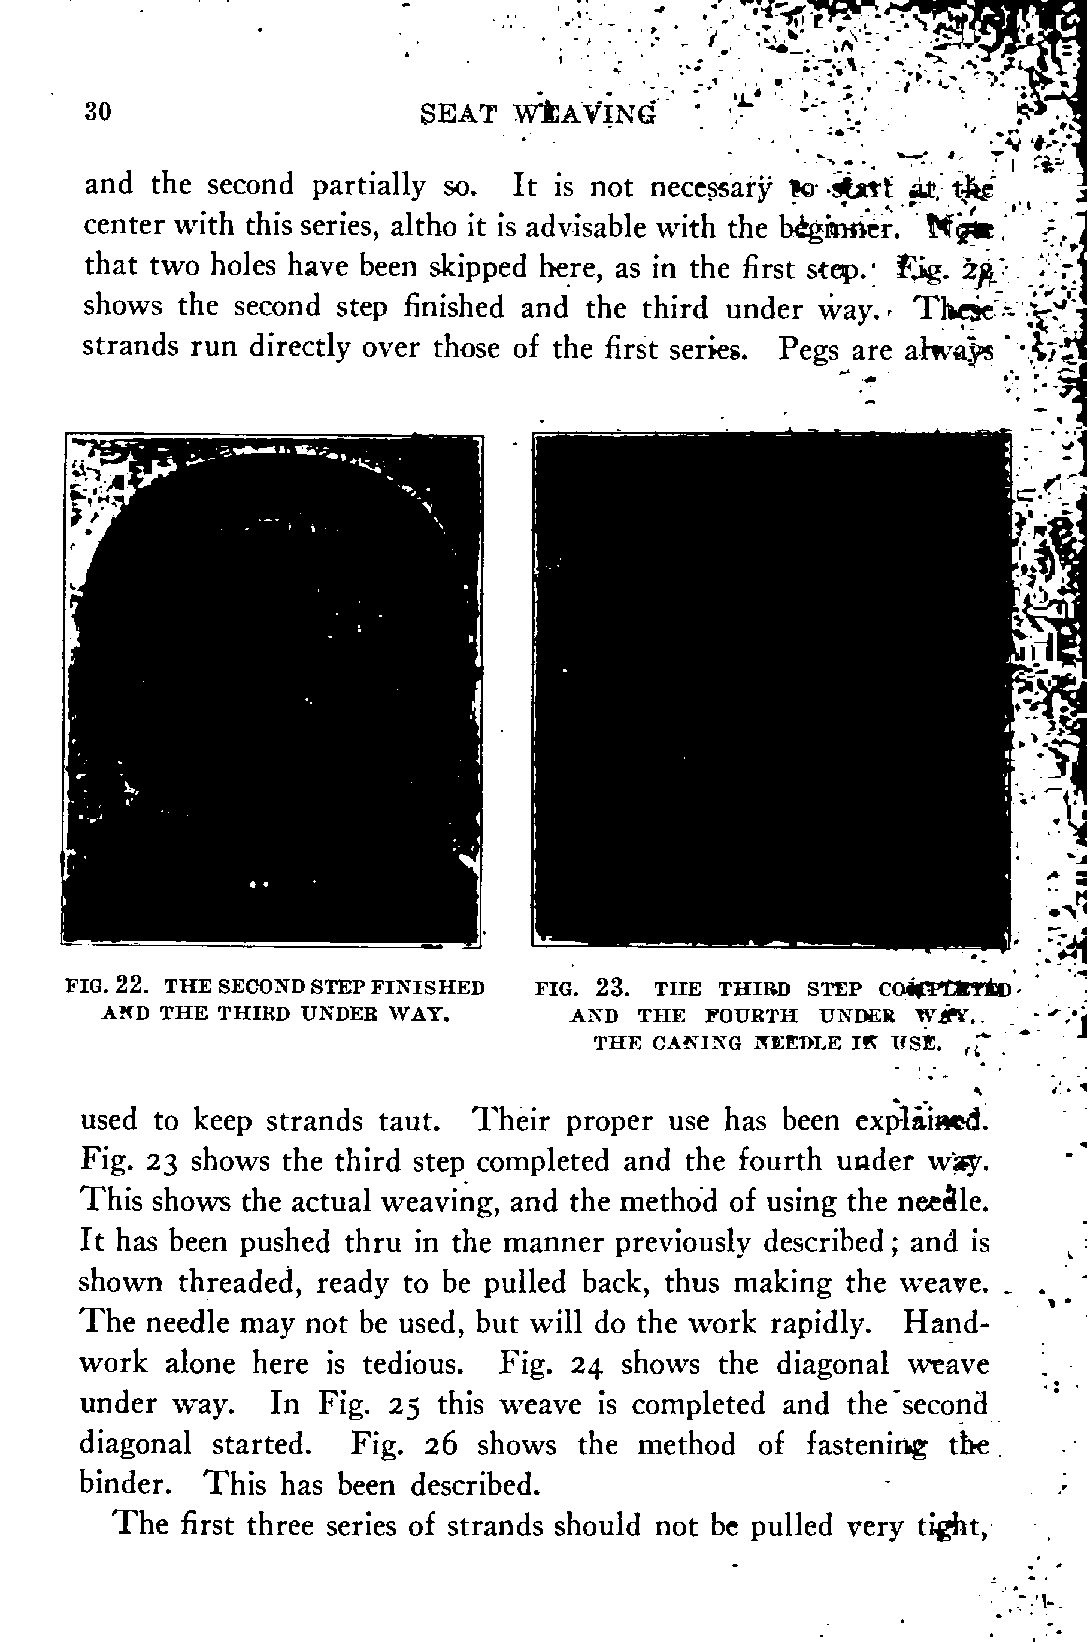 30 SEAT WEAVING
and the second partially so. It is not necessary to start at the
center with this series, altho it is advisable with the beginner. Note
that two holes have been skipped here, as in the first step. Fig. 22
shows the second step finished and the third under way. These
strands run directly over those of the first series. Pegs are always
FIG. 22. THE SECOND STEP FINISHED
AND THE THIRD UNDER WAY.
FIG. 23. THE THIRD STEP COMPLETED
AND THE FOURTH UNDER WAY.
THE CANING NEEDLE IN USE.
used to keep strands taut. Their proper use has been explained.
Fig. 23 shows the third step completed and the fourth under way.
This shows the actual weaving, and the method of using the needle.
It has been pushed thru in the manner previously described; and is
shown threaded, ready to be pulled back, thus making the weave.
The needle may not be used, but will do the work rapidly. Hand-
work alone here is tedious. Fig. 24 shows the diagonal weave
under way. In Fig. 25 this weave is completed and the second
diagonal started. Fig. 26 shows the method of fastening the
binder. This has been described.
The first three series of strands should not be pulled very tight,